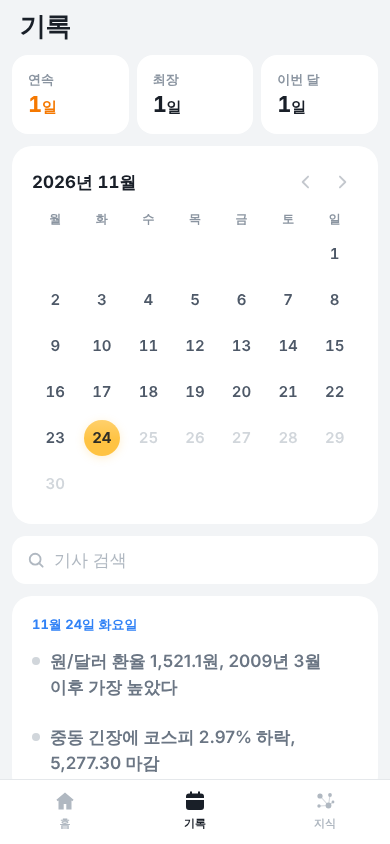 기록
연속 최장 이번 달
1일 1일 1일
2026년 11월
월 화 수 목 금 토 일
1
2 3 4 5 6 7 8
9 10 11 12 13 14 15
16 17 18 19 20 21 22
23 24 25 26 27 28 29
30
기사 검색
11월 24일 화요일
원/달러 환율 1,521.1원, 2009년 3월
이후 가장 높았다
중동 긴장에 코스피 2.97% 하락,
5,277.30 마감
홈 기록 지식